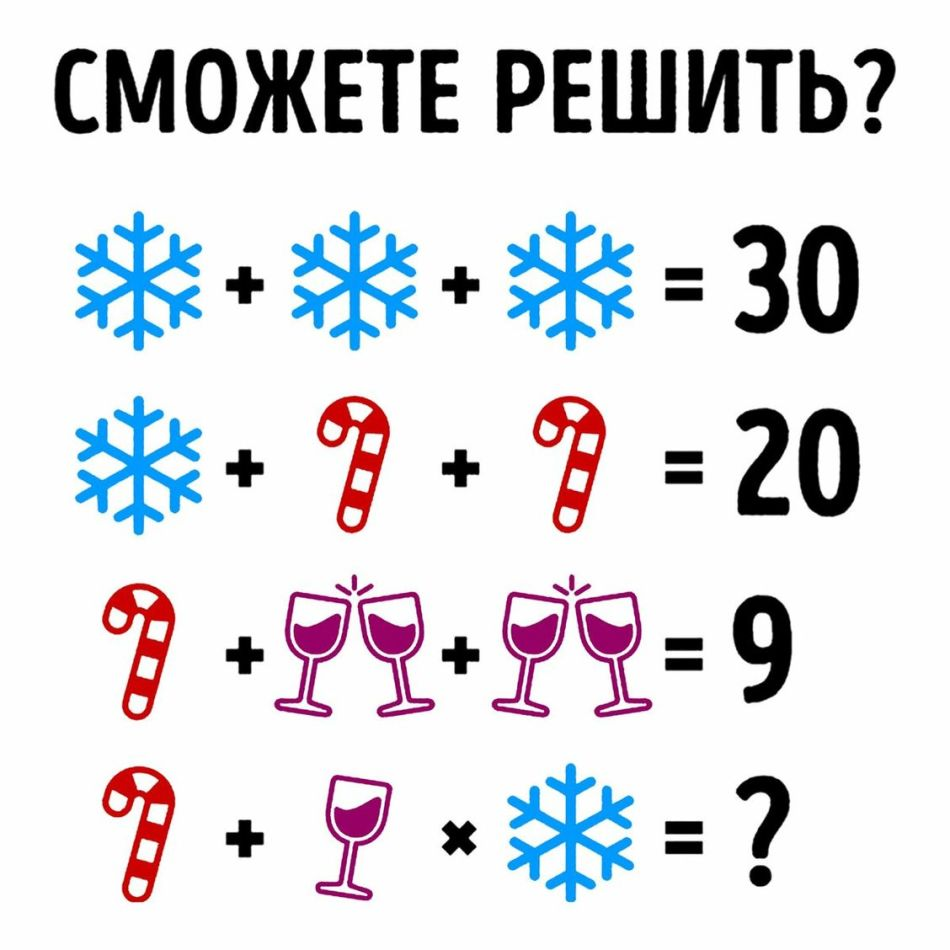 СМОЖЕТЕ РЕШИТЬ?
+ + = 30
+ + = 20
+ + = 9
+ × = ?